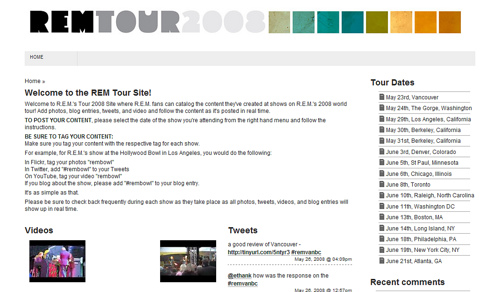 REMTOUR2008
HOME
Home »
Welcome to the REM Tour Site!
Welcome to R.E.M.'s Tour 2008 Site where R.E.M. fans can catalog the content they've created at shows on R.E.M.'s 2008 world
tour! Add photos, blog entries, tweets, and video and follow the content as it's posted in real time.
TO POST YOUR CONTENT, please select the date of the show you're attending from the right hand menu and follow the
instructions.
BE SURE TO TAG YOUR CONTENT:
Make sure you tag your content with the respective tag for each show.
For example, for R.E.M.'s show at the Hollywood Bowl in Los Angeles, you would do the following:
In Flickr, tag your photos "rembowl"
In Twitter, add "#rembowl" to your Tweets
On YouTube, tag your video "rembowl"
If you blog about the show, please add "#rembowl" to your blog entry.
It's as simple as that.
Please be sure to check back frequently during each show as they take place as all photos, tweets, videos, and blog entries will
show up in real time.
Videos
Tweets
a good review of Vancouver -
http://tinyurl.com/5ntyr3 #remvanbc
May 26, 2008 @ 04:09pm
@ethank how was the response on the
#remvanbc
May 26, 2008 @ 12:57pm
Tour Dates
May 23rd, Vancouver
May 24th, The Gorge, Washington
May 29th, Los Angeles, California
May 30th, Berkeley, California
May 31st, Berkeley, California
June 3rd, Denver, Colorado
June 5th, St Paul, Minnesota
June 6th, Chicago, Illinois
June 8th, Toronto
June 10th, Raleigh, North Carolina
June 11th, Washington DC
June 13th, Boston, MA
June 14th, Long Island, NY
June 18th, Philadelphia, PA
June 19th, New York City, NY
June 21st, Atlanta, GA
Recent comments